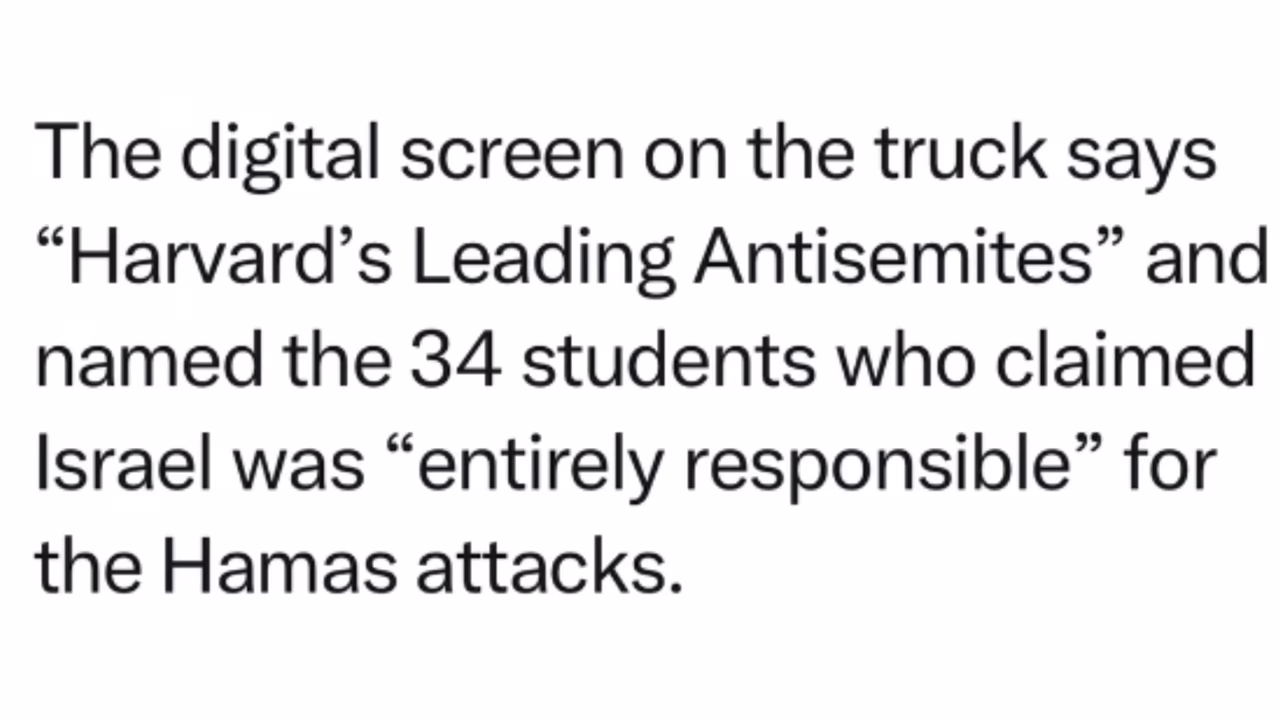 The digital screen on the truck says
“Harvard’s Leading Antisemites” and
named the 34 students who claimed
Israel was “entirely responsible” for
the Hamas attacks.